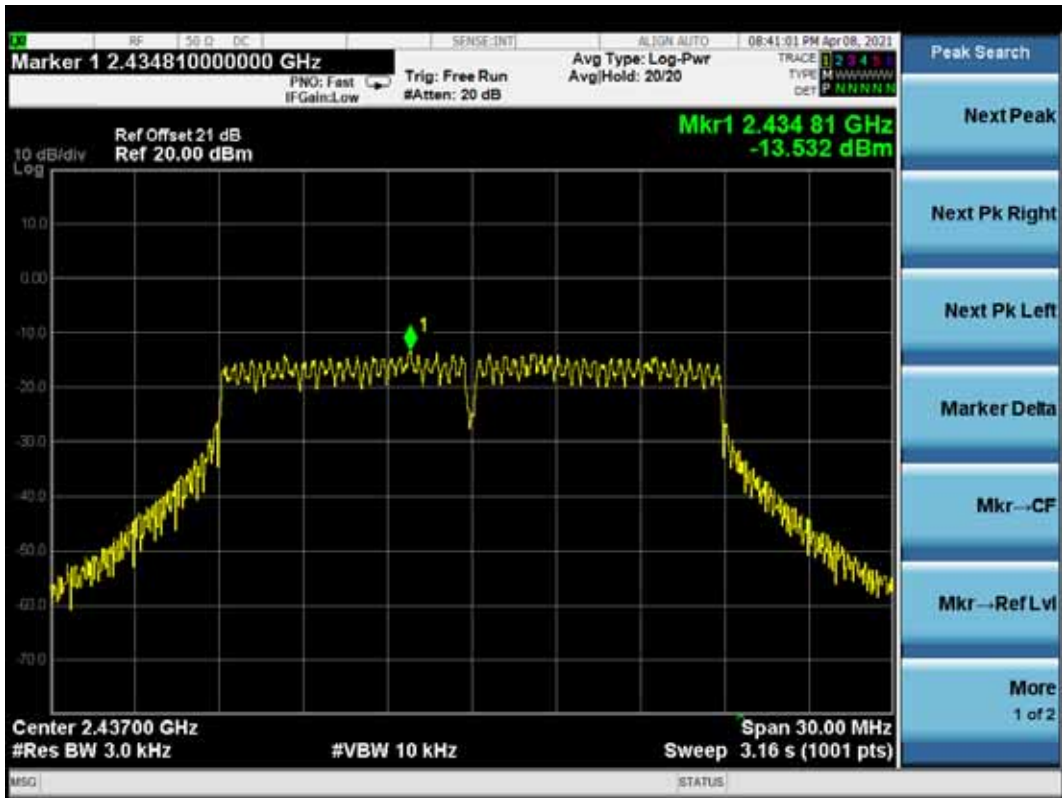 RF 50 Ω DC SENSE:INT ALIGN AUTO 08:41:01 PM Apr 08, 2021
Marker 1 2.434810000000 GHz
PNO: Fast
IFGain:Low
Trig: Free Run
#Atten: 20 dB
Avg Type: Log-Pwr
Avg|Hold: 20/20
TRACE 1 2 3 4 5 6
TYPE M WWWWW
DET P N N N N N
Ref Offset 21 dB
10 dB/div Ref 20.00 dBm
Log
Mkr1 2.434 81 GHz
-13.532 dBm
10.0
0.00
-10.0
-20.0
-30.0
-40.0
-50.0
-60.0
-70.0
1
Center 2.43700 GHz
Span 30.00 MHz
#Res BW 3.0 kHz
#VBW 10 kHz
Sweep 3.16 s (1001 pts)
MSG
STATUS
Peak Search
Next Peak
Next Pk Right
Next Pk Left
Marker Delta
Mkr→CF
Mkr→Ref Lvl
More
1 of 2